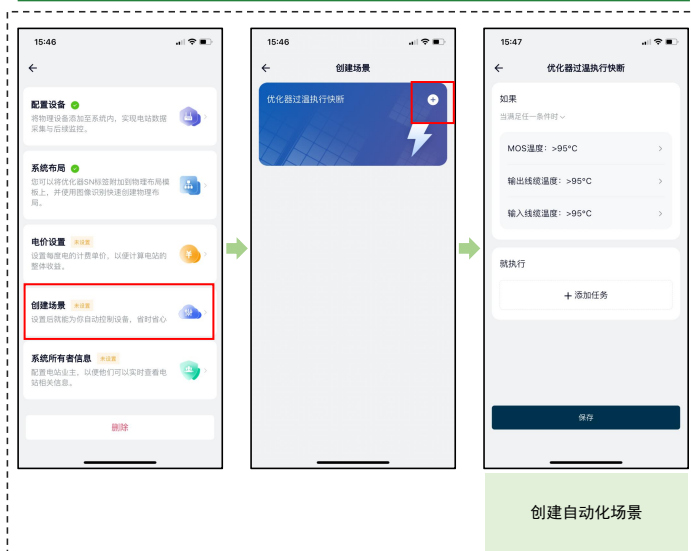 15:46
配置设备
将物理设备添加至系统内，实现电站数据
采集与后续监控。
系统布局
您可以将优化器SN标签附加到物理布局模
板上，并使用图像识别快速创建物理布
局。
电价设置 未设置
设置每度电的计费单价，以便计算电站的
整体收益。
创建场景 未设置
设置后就能为你自动控制设备，省时省心
系统所有者信息 未设置
配置电站业主，以便他们可以实时查看电
站相关信息。
删除
15:46
创建场景
优化器过温执行快断
15:47
优化器过温执行快断
如果
当满足任一条件时
MOS温度：>95°C
输出线缆温度：>95°C
输入线缆温度：>95°C
就执行
+ 添加任务
保存
创建自动化场景